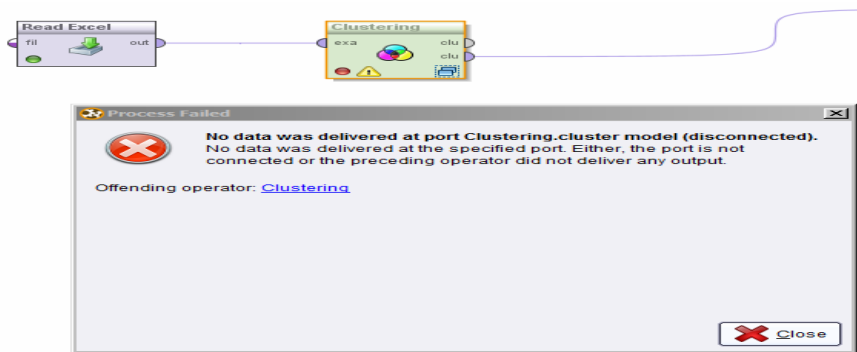 Read Excel
Clustering
fil
out
exa
clu
clu
Process Failed
No data was delivered at port Clustering.cluster model (disconnected).
No data was delivered at the specified port. Either, the port is not
connected or the preceding operator did not deliver any output.
Offending operator: Clustering
Close